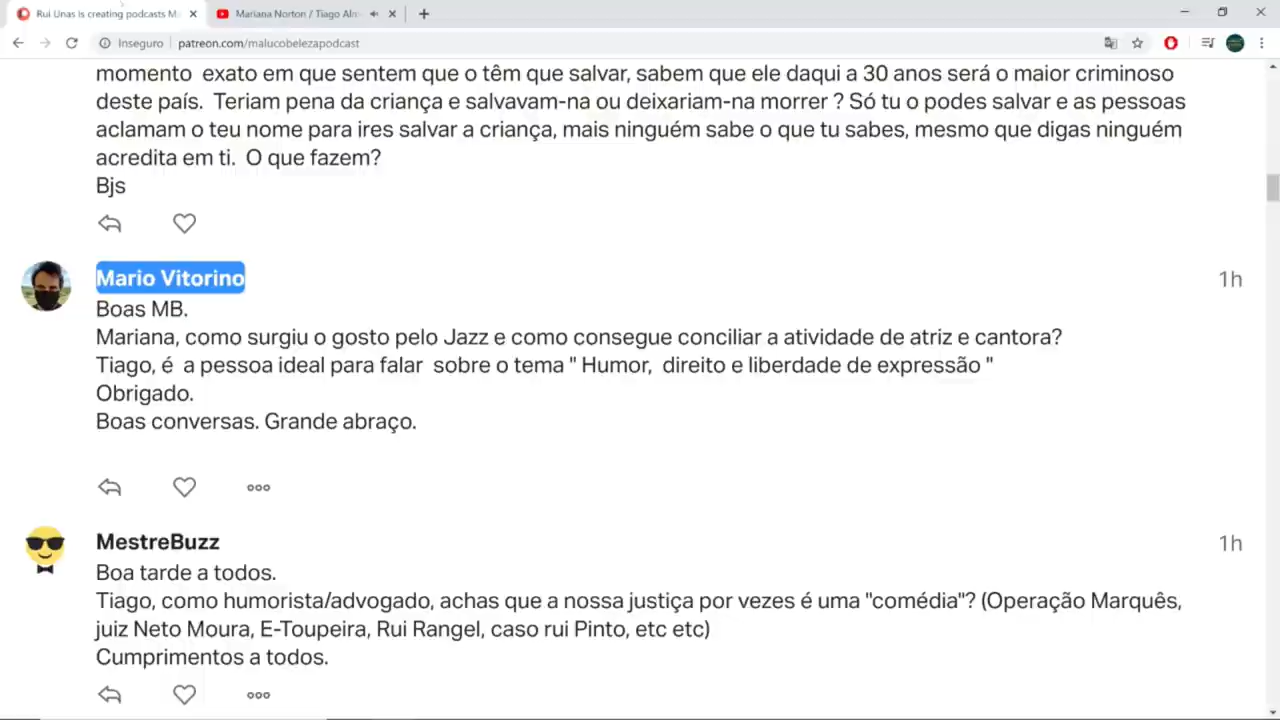 Rui Unas is creating podcasts M
Mariana Norton / Tiago Alm
Inseguro
patreon.com/malucobelezapodcast
momento exato em que sentem que o têm que salvar, sabem que ele daqui a 30 anos será o maior criminoso
deste país. Teriam pena da criança e salvavam-na ou deixariam-na morrer ? Só tu o podes salvar e as pessoas
aclamam o teu nome para ires salvar a criança, mais ninguém sabe o que tu sabes, mesmo que digas ninguém
acredita em ti. O que fazem?
Bjs
Mario Vitorino
1h
Boas MB.
Mariana, como surgiu o gosto pelo Jazz e como consegue conciliar a atividade de atriz e cantora?
Tiago, é a pessoa ideal para falar sobre o tema " Humor, direito e liberdade de expressão "
Obrigado.
Boas conversas. Grande abraço.
MestreBuzz
1h
Boa tarde a todos.
Tiago, como humorista/advogado, achas que a nossa justiça por vezes é uma "comédia"? (Operação Marquês,
juiz Neto Moura, E-Toupeira, Rui Rangel, caso rui Pinto, etc etc)
Cumprimentos a todos.